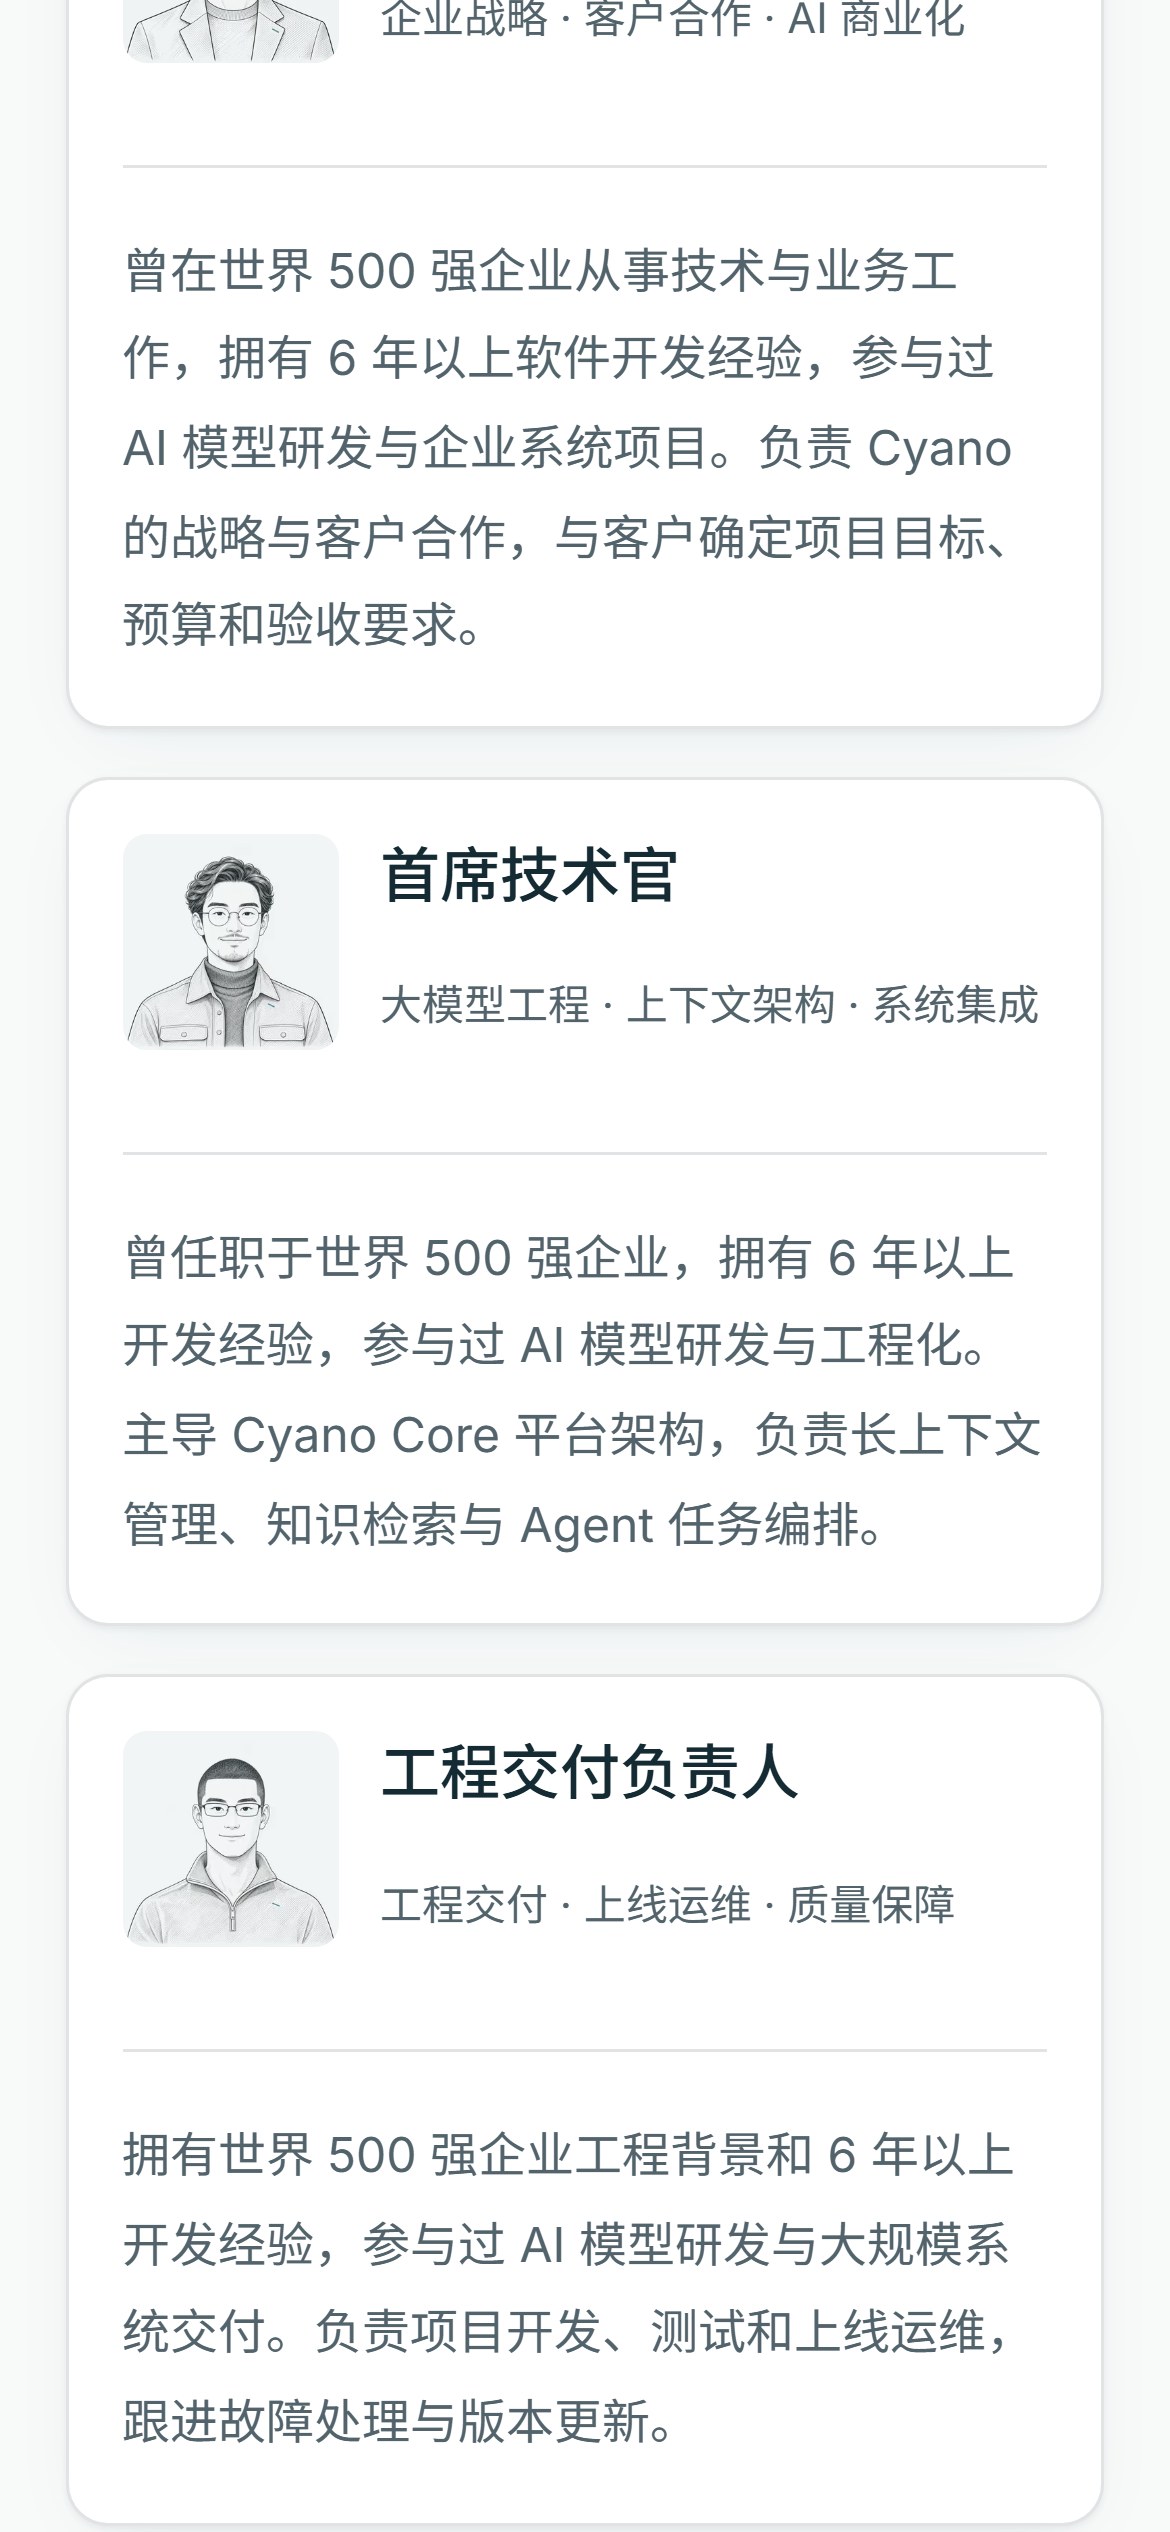 企业战略 · 客户合作 · AI 商业化
曾在世界 500 强企业从事技术与业务工
作，拥有 6 年以上软件开发经验，参与过
AI 模型研发与企业系统项目。负责 Cyano
的战略与客户合作，与客户确定项目目标、
预算和验收要求。
首席技术官
大模型工程 · 上下文架构 · 系统集成
曾任职于世界 500 强企业，拥有 6 年以上
开发经验，参与过 AI 模型研发与工程化。
主导 Cyano Core 平台架构，负责长上下文
管理、知识检索与 Agent 任务编排。
工程交付负责人
工程交付 · 上线运维 · 质量保障
拥有世界 500 强企业工程背景和 6 年以上
开发经验，参与过 AI 模型研发与大规模系
统交付。负责项目开发、测试和上线运维，
跟进故障处理与版本更新。